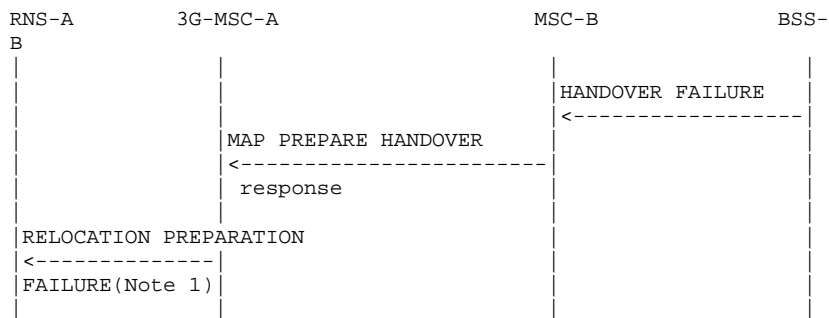 RNS-A 3G-MSC-A MSC-B BSS-
B
HANDOVER FAILURE
<------------------
MAP PREPARE HANDOVER
<------------------------
response
RELOCATION PREPARATION
<--------------
FAILURE(Note 1)